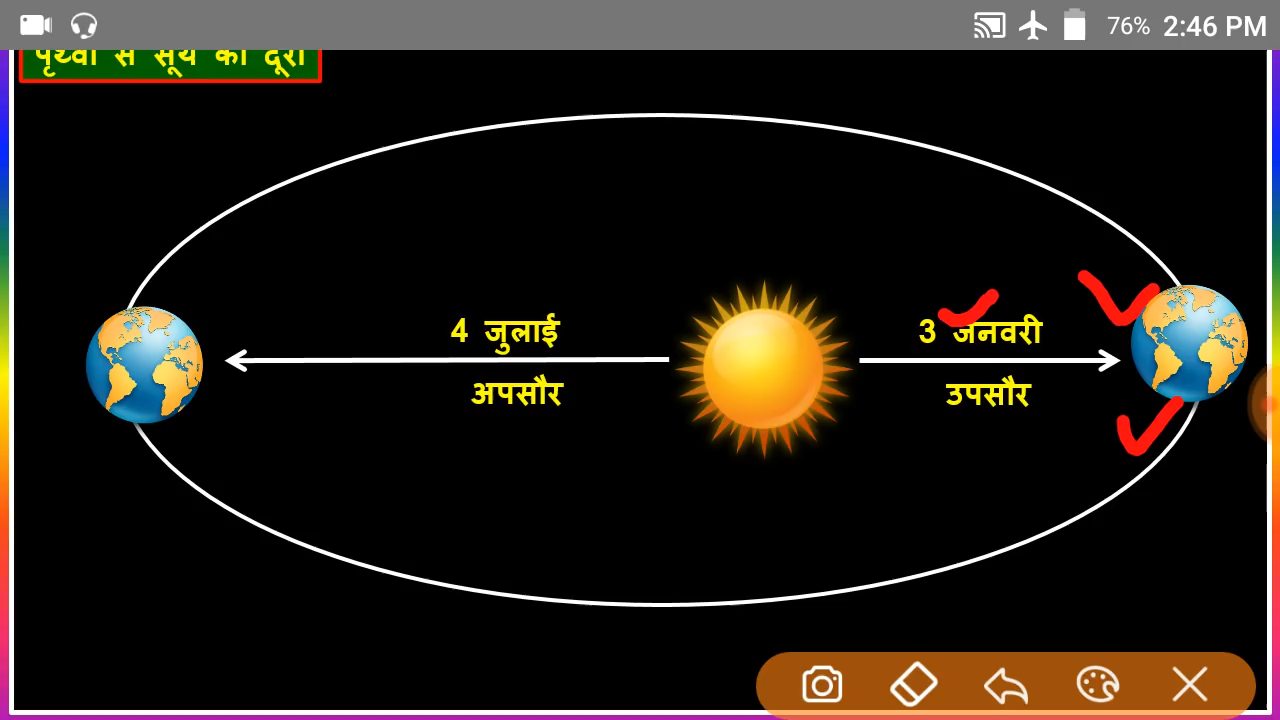 76% 2:46 PM
पृथ्वी से सूर्य की दूरी
4 जुलाई
3 जनवरी
अपसौर
उपसौर